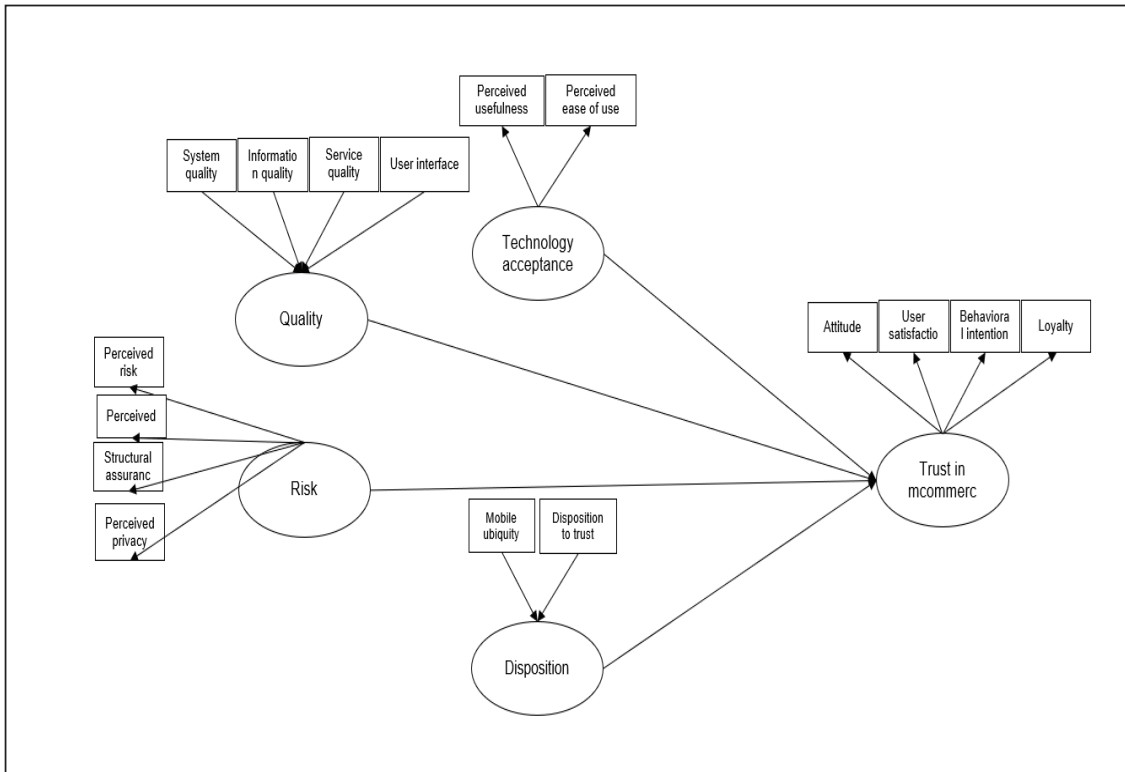 Perceived
usefulness
Perceived
ease of use
System
quality
Informatio
n quality
Service
quality
User interface
Technology
acceptance
Quality
Attitude
User
satisfactio
Behaviora
l intention
Loyalty
Perceived
risk
Perceived
Structural
assuranc
Perceived
privacy
Risk
Trust in
mcommerc
Mobile
ubiquity
Disposition
to trust
Disposition